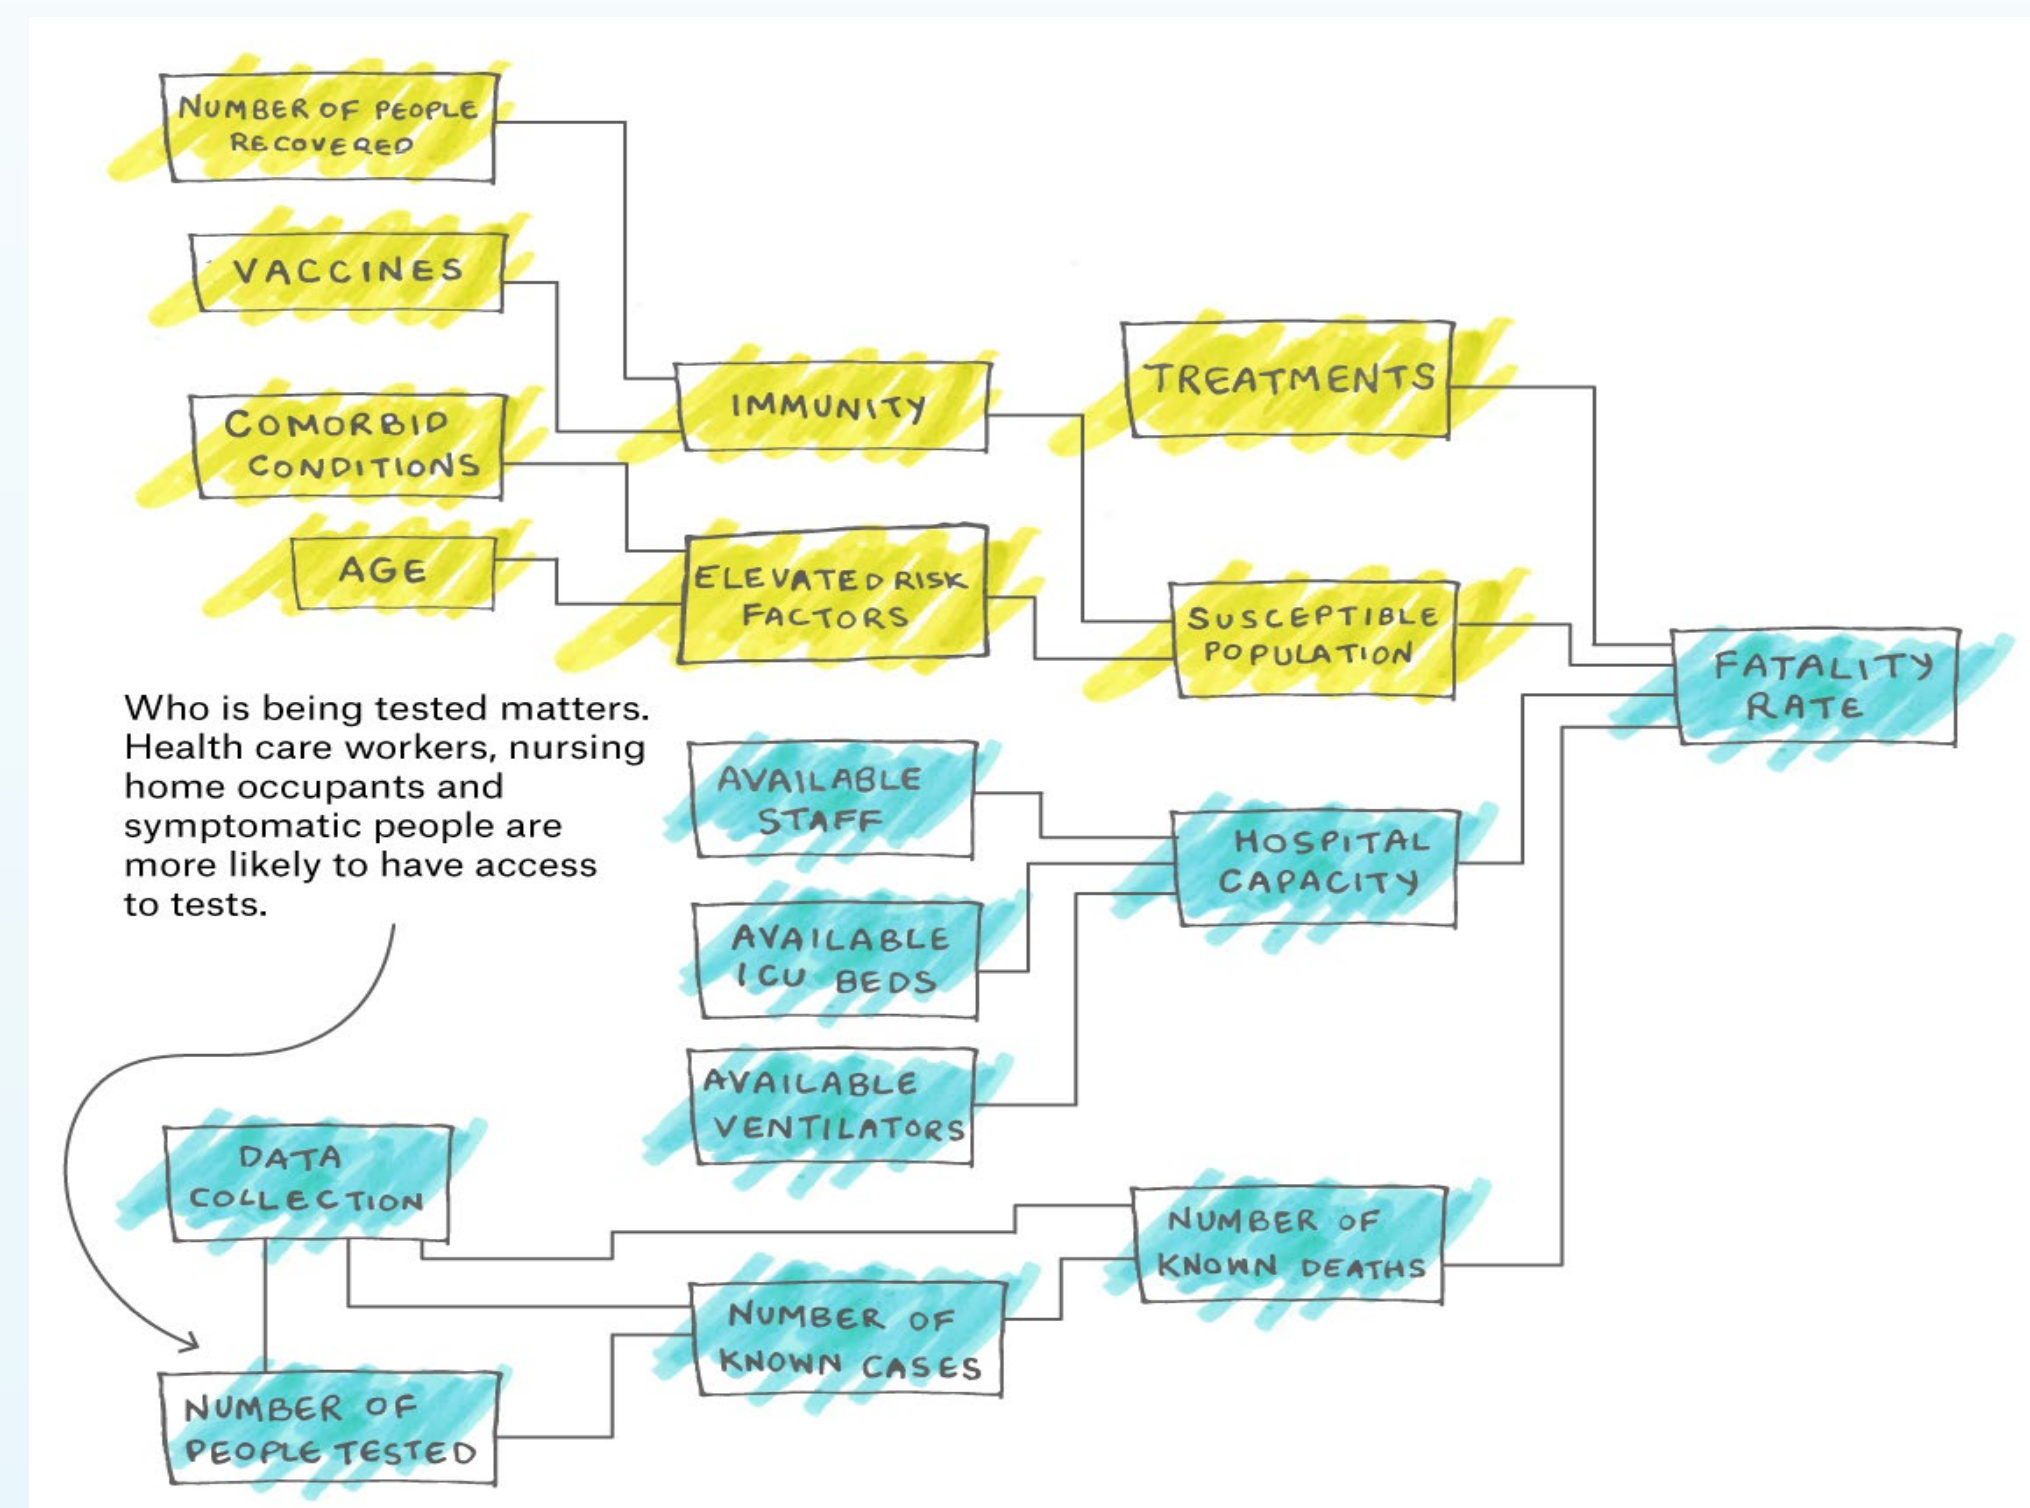 NUMBER OF PEOPLE
RECOVERED
VACCINES
COMORBID
CONDITIONS
AGE
IMMUNITY
ELEVATED RISK
FACTORS
TREATMENTS
SUSCEPTIBLE
POPULATION
FATALITY
RATE
Who is being tested matters.
Health care workers, nursing
home occupants and
symptomatic people are
more likely to have access
to tests.
AVAILABLE
STAFF
AVAILABLE
ICU BEDS
AVAILABLE
VENTILATORS
HOSPITAL
CAPACITY
DATA
COLLECTION
NUMBER OF
PEOPLE TESTED
NUMBER OF
KNOWN CASES
NUMBER OF
KNOWN DEATHS